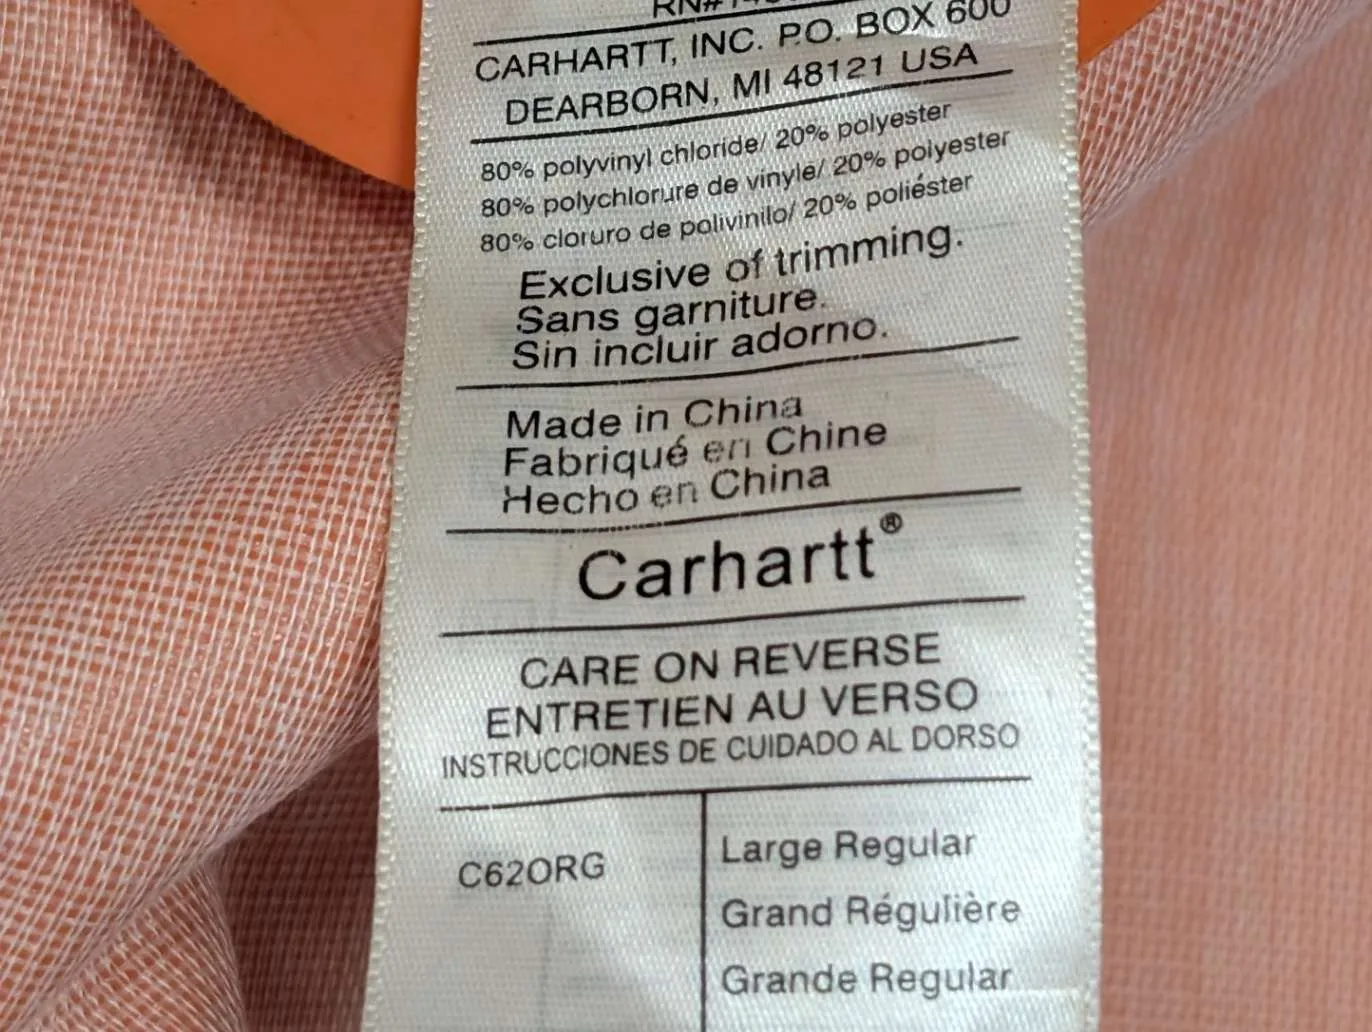 CARHARTT, INC. P.O. BOX 600
DEARBORN, MI 48121 USA
80% polyvinyl chloride/ 20% polyester
80% polychlorure de vinyle/ 20% polyester
80% cloruro de polivinilo/ 20% poliéster
Exclusive of trimming.
Sans garniture.
Sin incluir adorno.
Made in China
Fabriqué en Chine
Hecho en China
Carhartt®
CARE ON REVERSE
ENTRETIEN AU VERSO
INSTRUCCIONES DE CUIDADO AL DORSO
C62ORG
Large Regular
Grand Régulière
Grande Regular